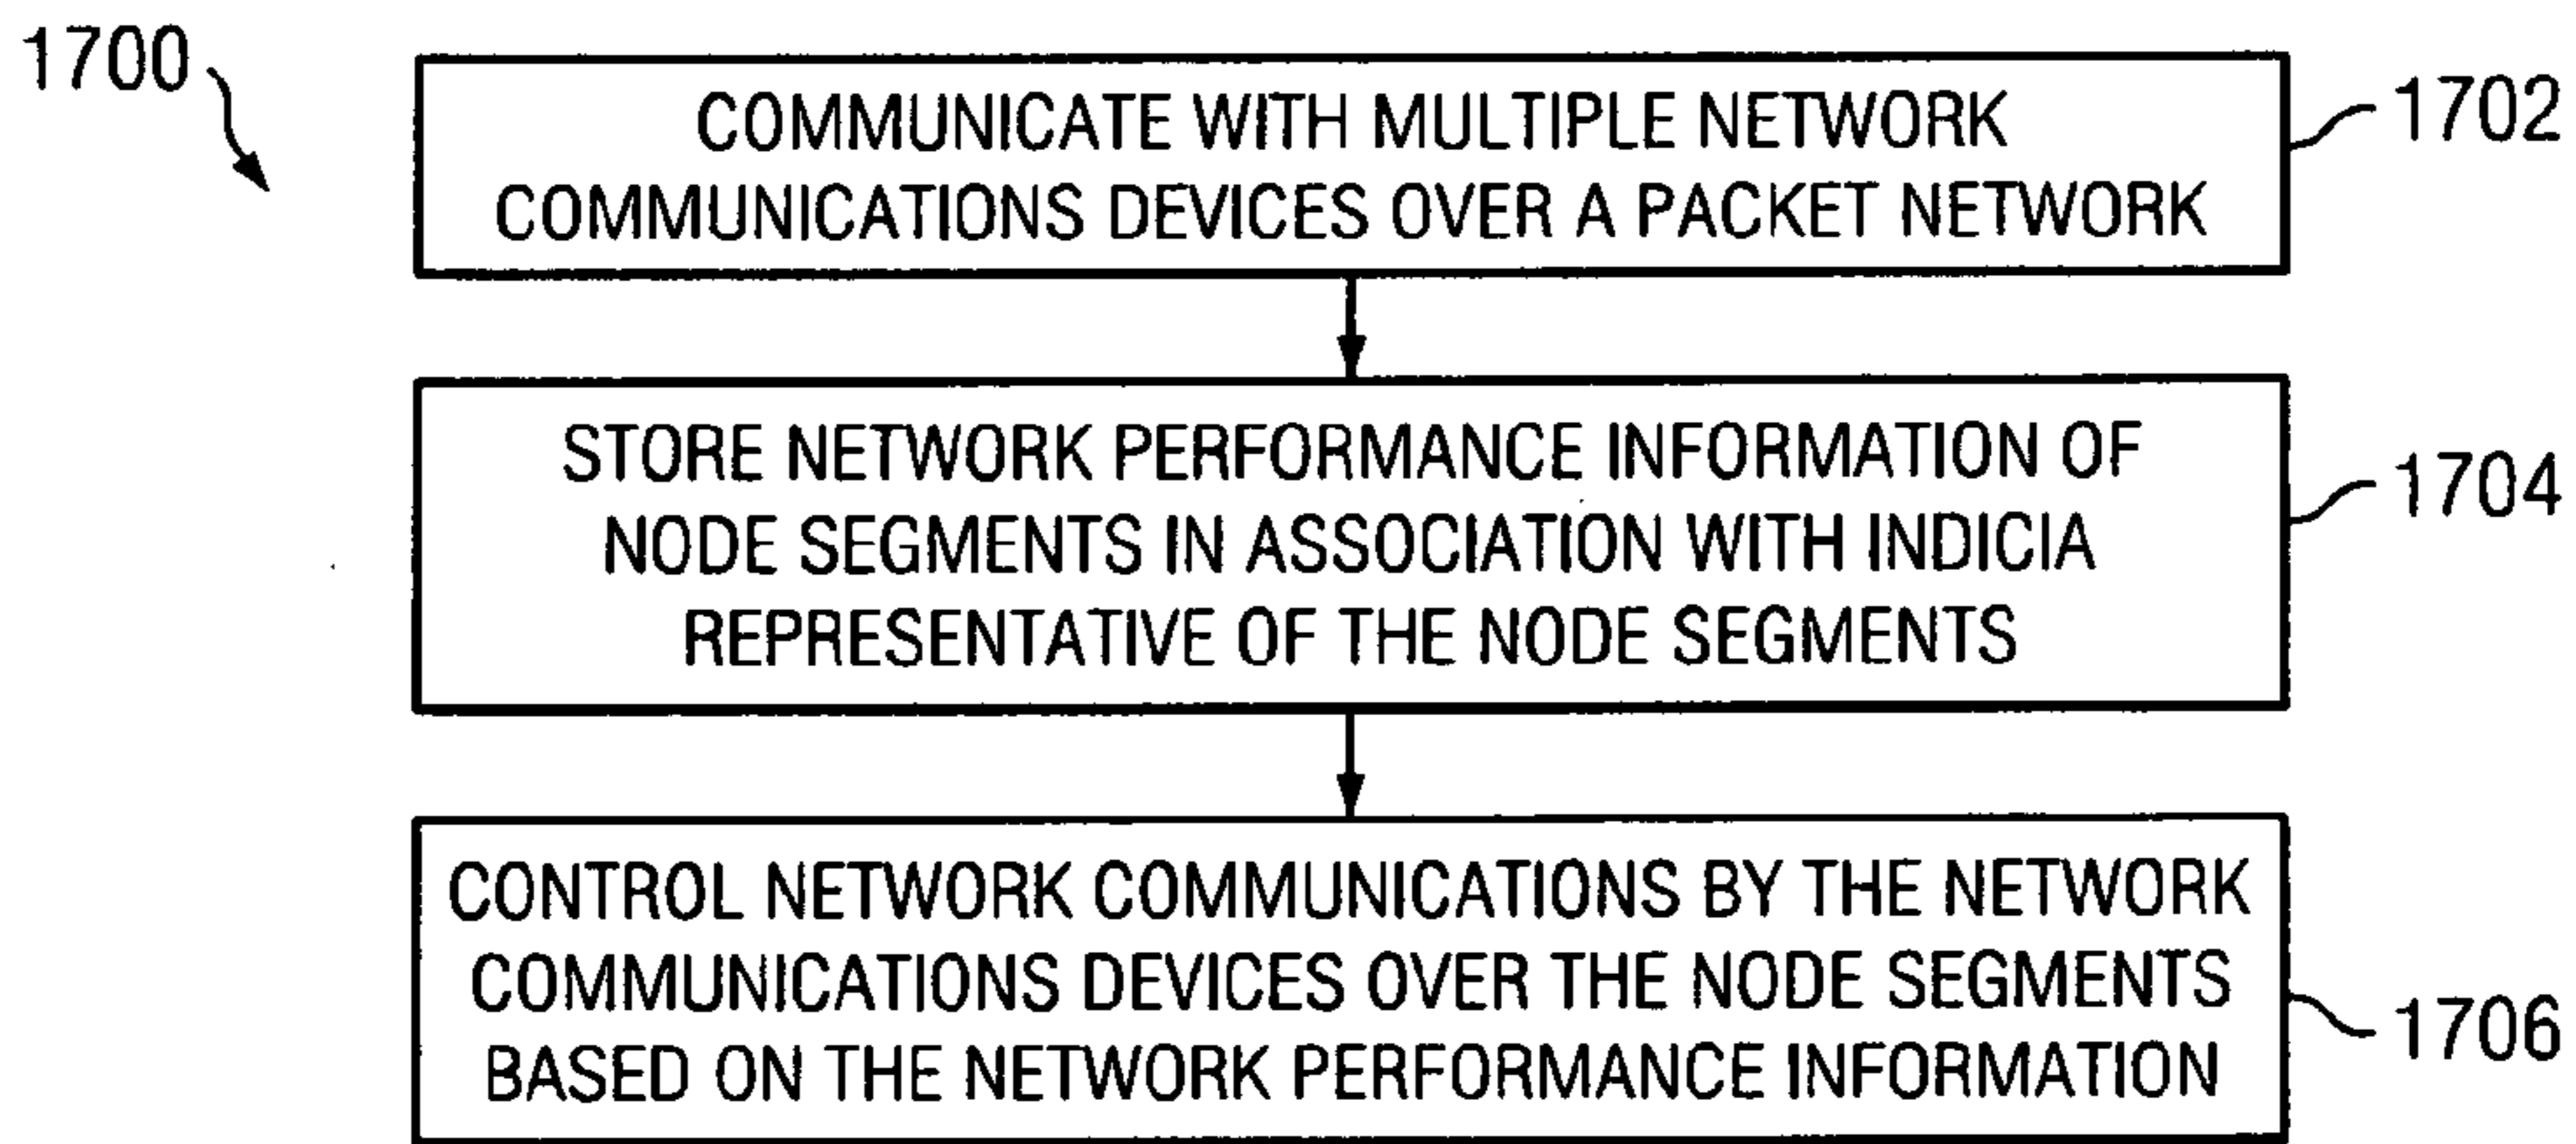 1700
COMMUNICATE WITH MULTIPLE NETWORK
COMMUNICATIONS DEVICES OVER A PACKET NETWORK
1702
STORE NETWORK PERFORMANCE INFORMATION OF
NODE SEGMENTS IN ASSOCIATION WITH INDICIA
REPRESENTATIVE OF THE NODE SEGMENTS
1704
CONTROL NETWORK COMMUNICATIONS BY THE NETWORK
COMMUNICATIONS DEVICES OVER THE NODE SEGMENTS
BASED ON THE NETWORK PERFORMANCE INFORMATION
1706